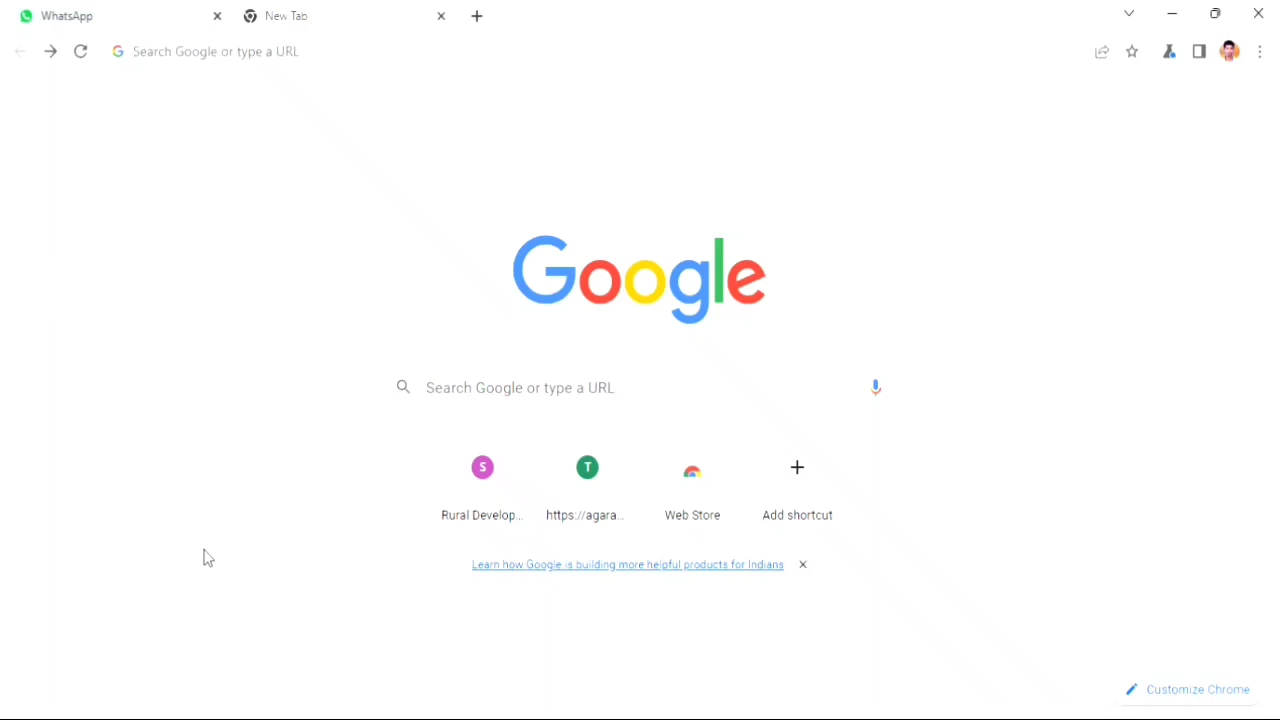 WhatsApp
New Tab
Search Google or type a URL
Google
Search Google or type a URL
S
T
Rural Develop...
https://agara...
Web Store
Add shortcut
Learn how Google is building more helpful products for Indians
Customize Chrome